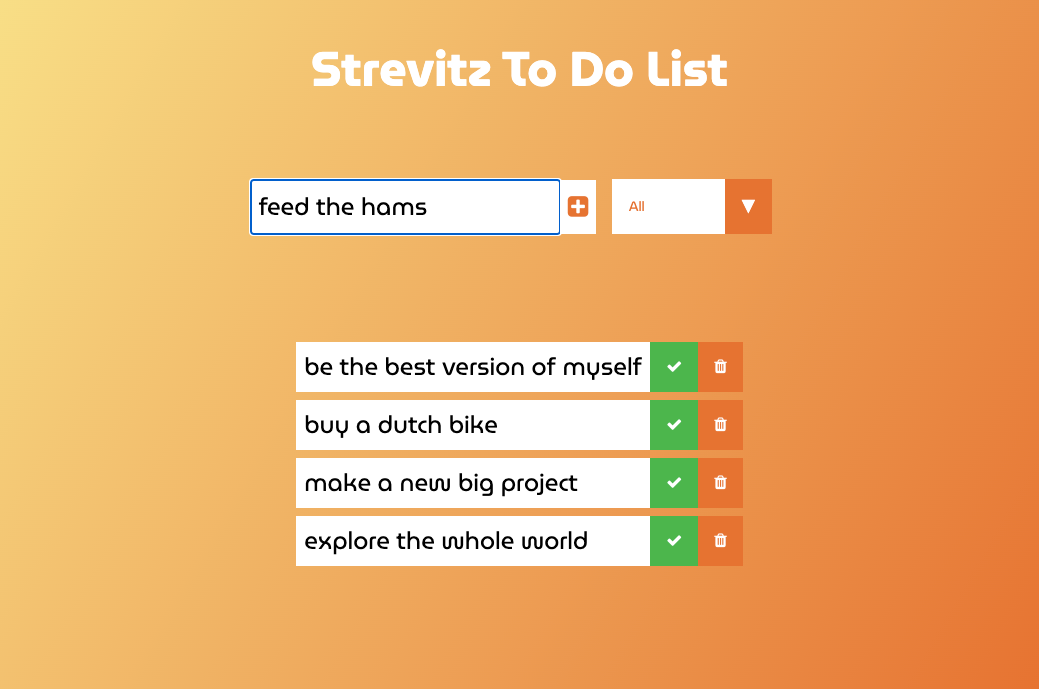 Strevitz To Do List
feed the hams
All
be the best version of myself
buy a dutch bike
make a new big project
explore the whole world